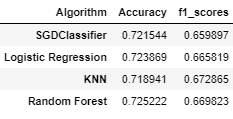 Algorithm Accuracy f1_scores
SGDClassifier 0.721544 0.659897
Logistic Regression 0.723869 0.665819
KNN 0.718941 0.672865
Random Forest 0.725222 0.669823